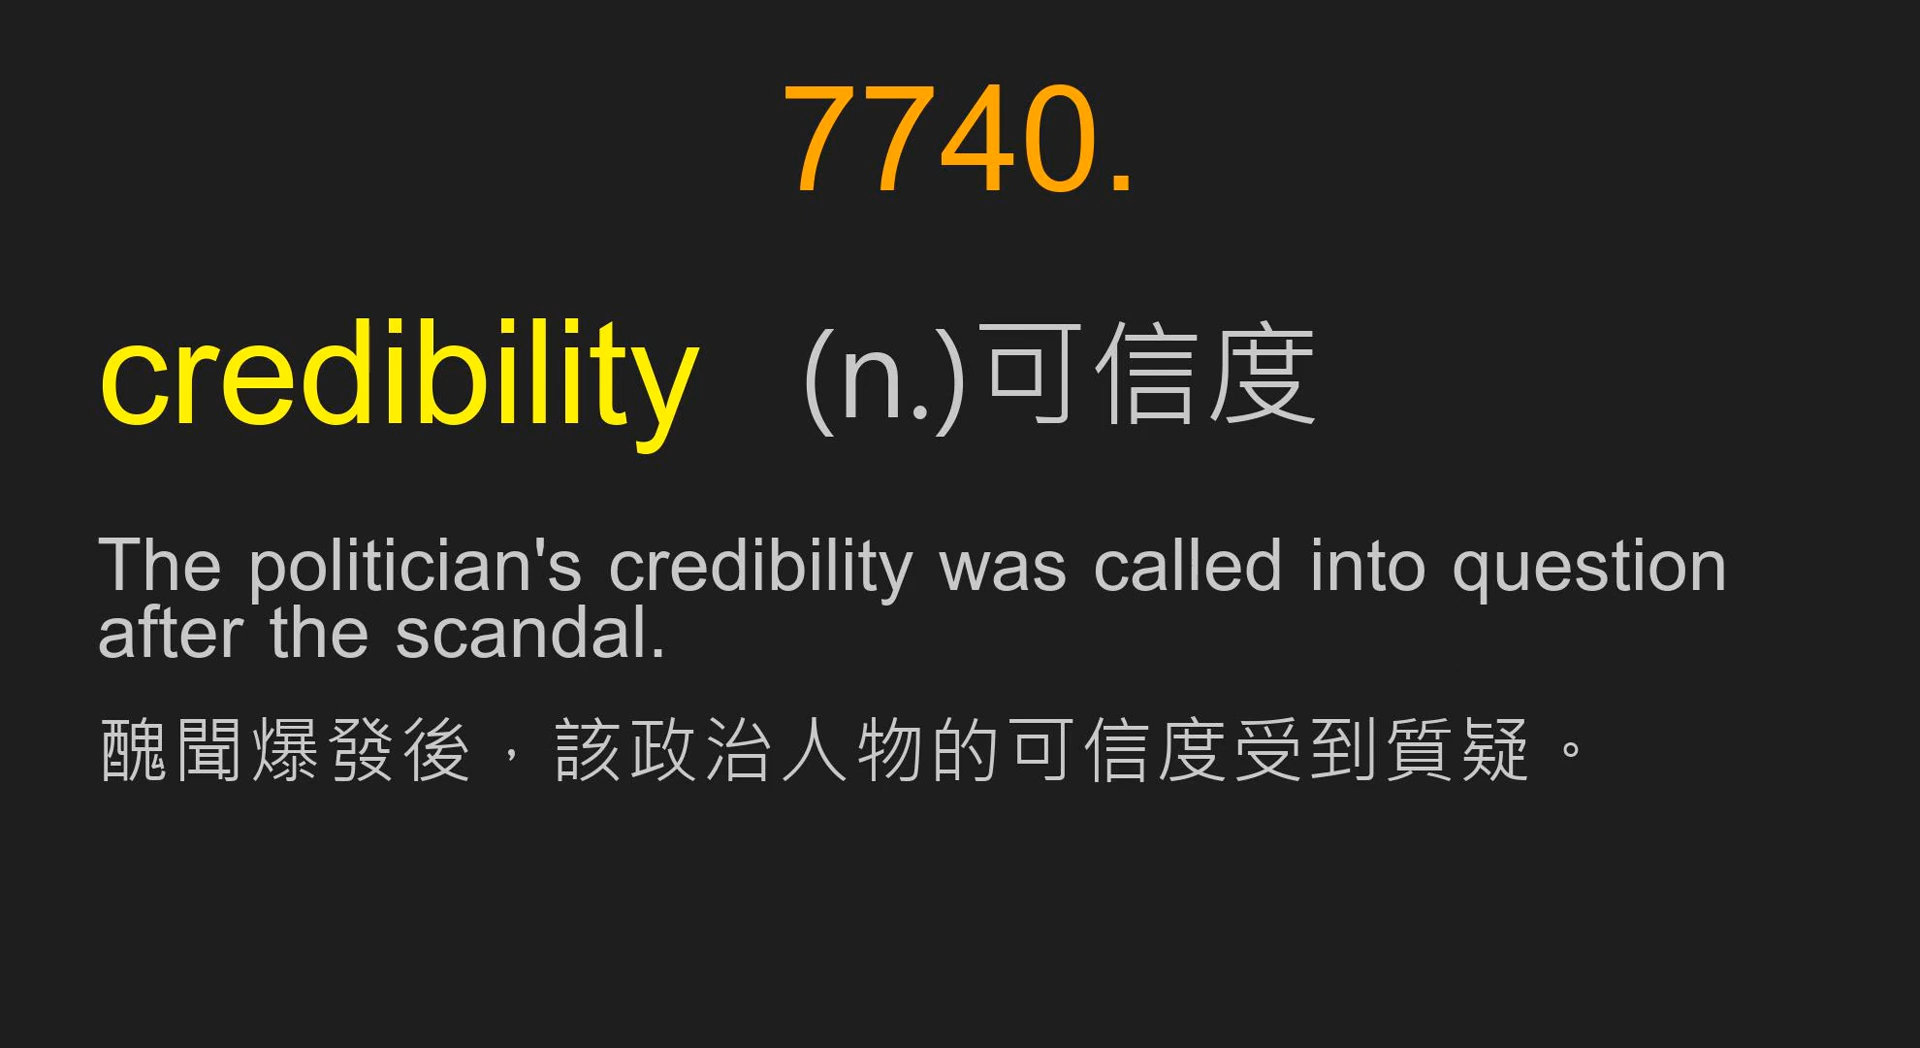 7740.
credibility (n.)可信度
The politician's credibility was called into question
after the scandal.
醜聞爆發後，該政治人物的可信度受到質疑。